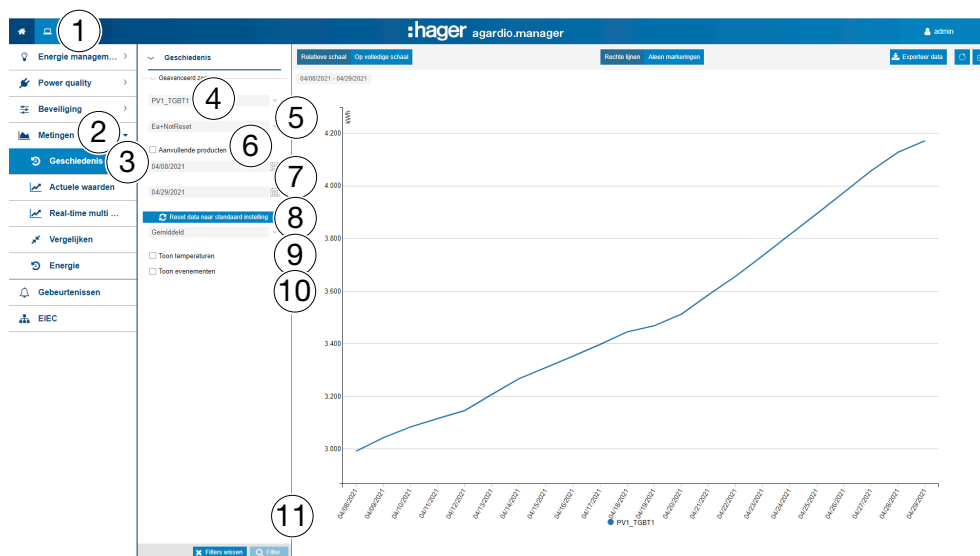 1
:hager agardio.manager
admin
Energie managem...
Power quality
Beveiliging
Metingen
2
Geschiedenis
3
Actuele waarden
Real-time multi ...
Vergelijken
Energie
Gebeurtenissen
EIEC
Geschiedenis
PV1_TGBT1
4
5
Ea+NotReset
6
Aanvullende producten
04/08/2021
7
04/29/2021
Reset data naar standaard instelling
8
Gemiddeld
9
Toon temperaturen
Toon evenementen
10
11
Filters wissen
Filter
Relatieve schaal
Op volledige schaal
Rechte lijnen
Aleen markeringen
Exporteer data
04/08/2021 - 04/29/2021
kWh
4.200
4.000
3.800
3.600
3.400
3.200
3.000
04/08/2021
04/09/2021
04/10/2021
04/11/2021
04/12/2021
04/13/2021
04/14/2021
04/15/2021
04/16/2021
04/17/2021
04/18/2021
04/19/2021
04/20/2021
04/21/2021
04/22/2021
04/23/2021
04/24/2021
04/25/2021
04/26/2021
04/27/2021
04/28/2021
04/29/2021
PV1_TGBT1